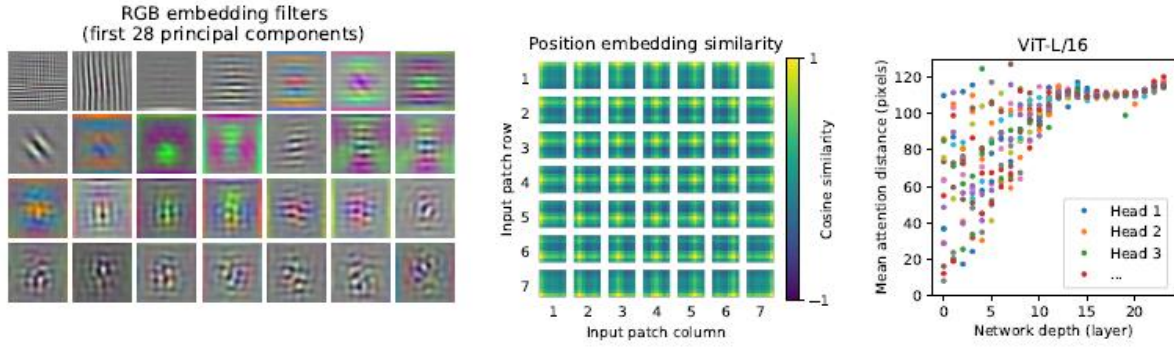 RGB embedding filters
(first 28 principal components)
Position embedding similarity
Input patch row
1
2
3
4
5
6
7
1 2 3 4 5 6 7
Input patch column
1
−1
Cosine similarity
ViT-L/16
Mean attention distance (pixels)
120
100
80
60
40
20
0
Head 1
Head 2
Head 3
...
0 5 10 15 20
Network depth (layer)